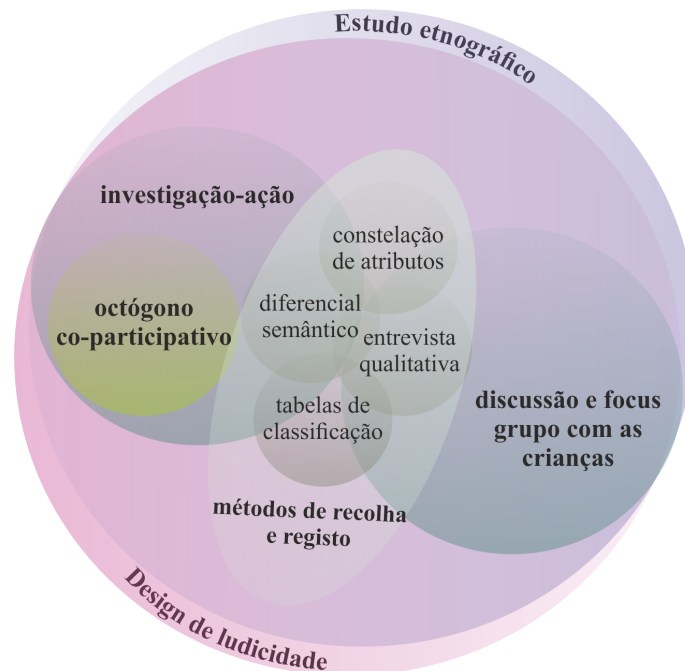 Estudo etnográfico
investigação-ação
constelação
de atributos
octógono
co-participativo
diferencial
semântico
entrevista
qualitativa
tabelas de
classificação
discussão e focus
grupo com as
crianças
métodos de recolha
e registo
Design de ludicidade